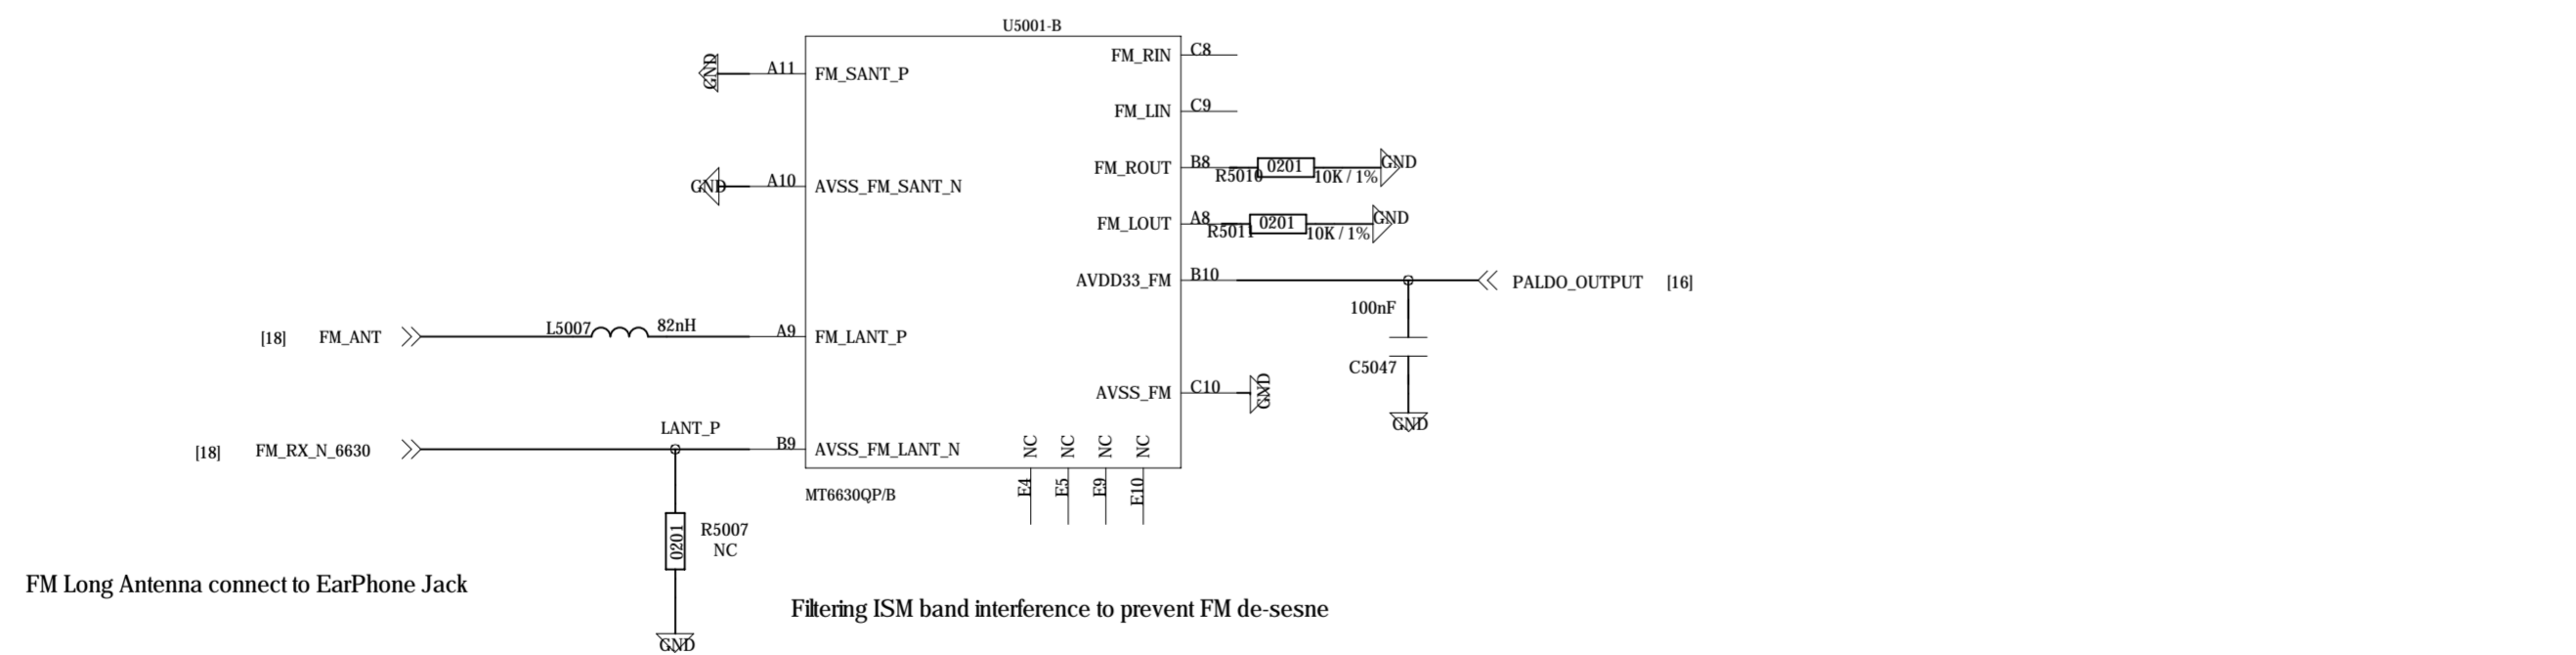 U5001-B
GND
A11
FM_SANT_P
FM_RIN
C8
FM_LIN
C9
GND
A10
AVSS_FM_SANT_N
FM_ROUT
B8
R5010
0201
10K / 1%
GND
FM_LOUT
A8
R5011
0201
10K / 1%
GND
AVDD33_FM
B10
PALDO_OUTPUT
[16]
100nF
C5047
GND
[18]
FM_ANT
L5007
82nH
A9
FM_LANT_P
AVSS_FM
C10
GND
[18]
FM_RX_N_6630
LANT_P
B9
AVSS_FM_LANT_N
NC
NC
NC
NC
E4
E5
E9
E10
MT6630QP/B
0201
R5007
NC
GND
FM Long Antenna connect to EarPhone Jack
Filtering ISM band interference to prevent FM de-sesne